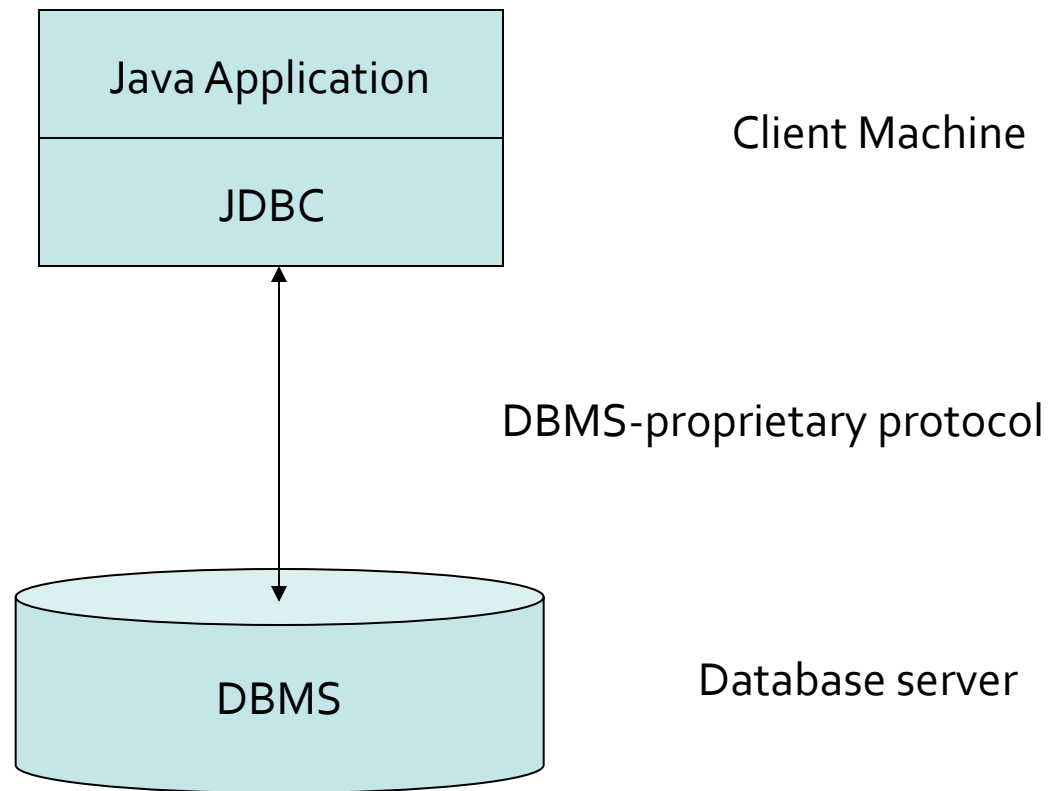 Java Application
Client Machine
JDBC
DBMS-proprietary protocol
Database server
DBMS